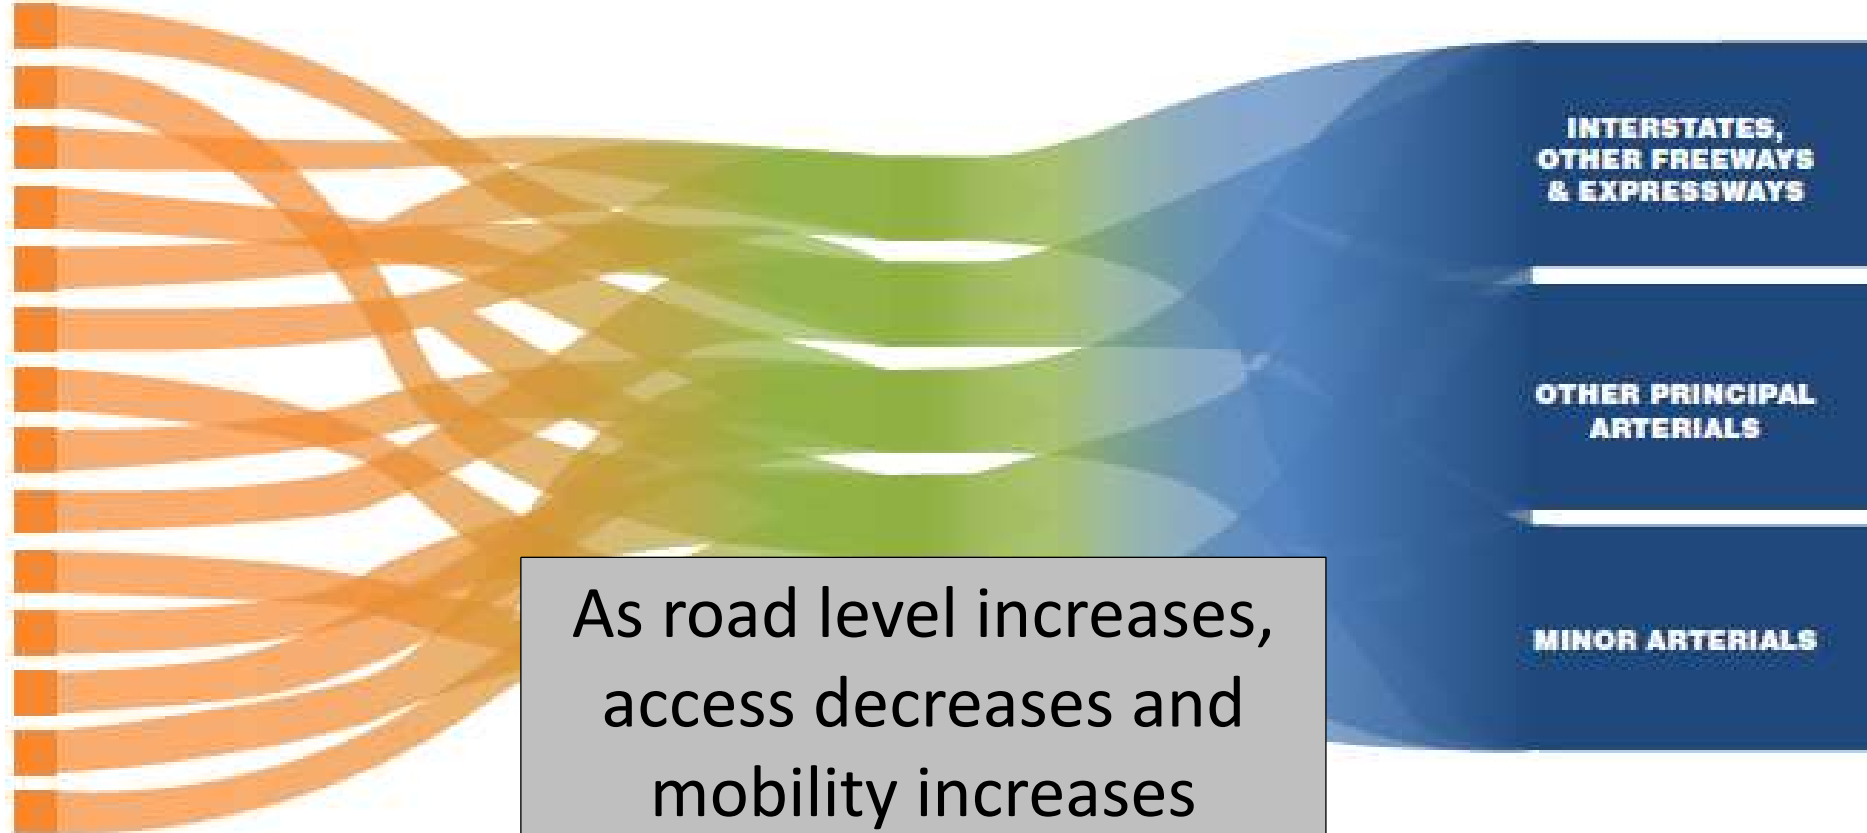 INTERSTATES,
OTHER FREEWAYS
& EXPRESSWAYS
OTHER PRINCIPAL
ARTERIALS
MINOR ARTERIALS
As road level increases,
access decreases and
mobility increases